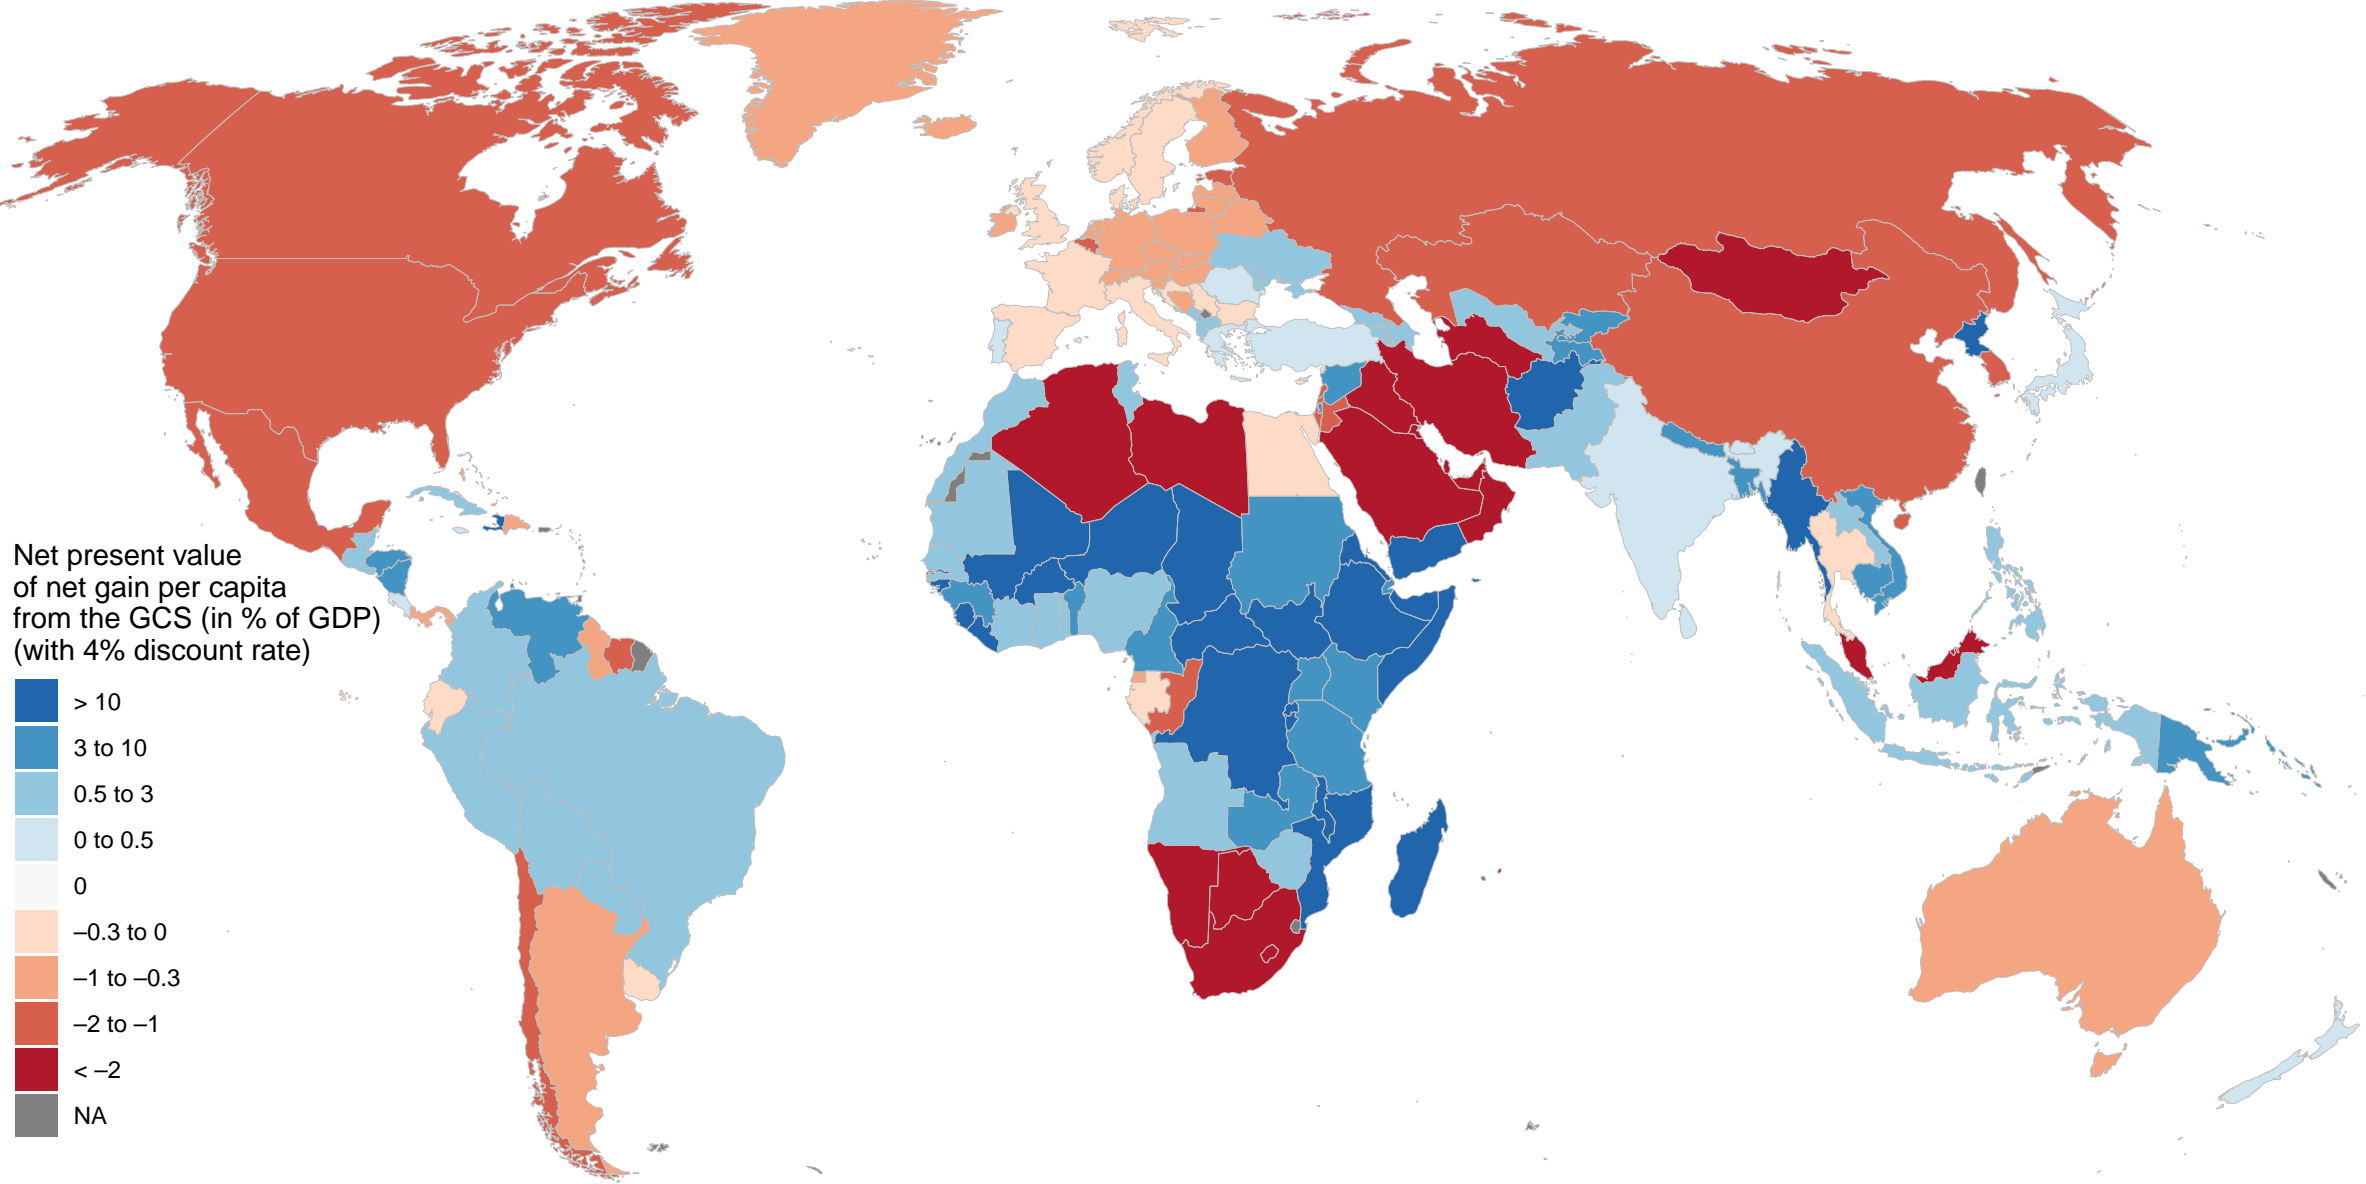 Net present value
of net gain per capita
from the GCS (in % of GDP)
(with 4% discount rate)
> 10
3 to 10
0.5 to 3
0 to 0.5
0
–0.3 to 0
–1 to –0.3
–2 to –1
< –2
NA